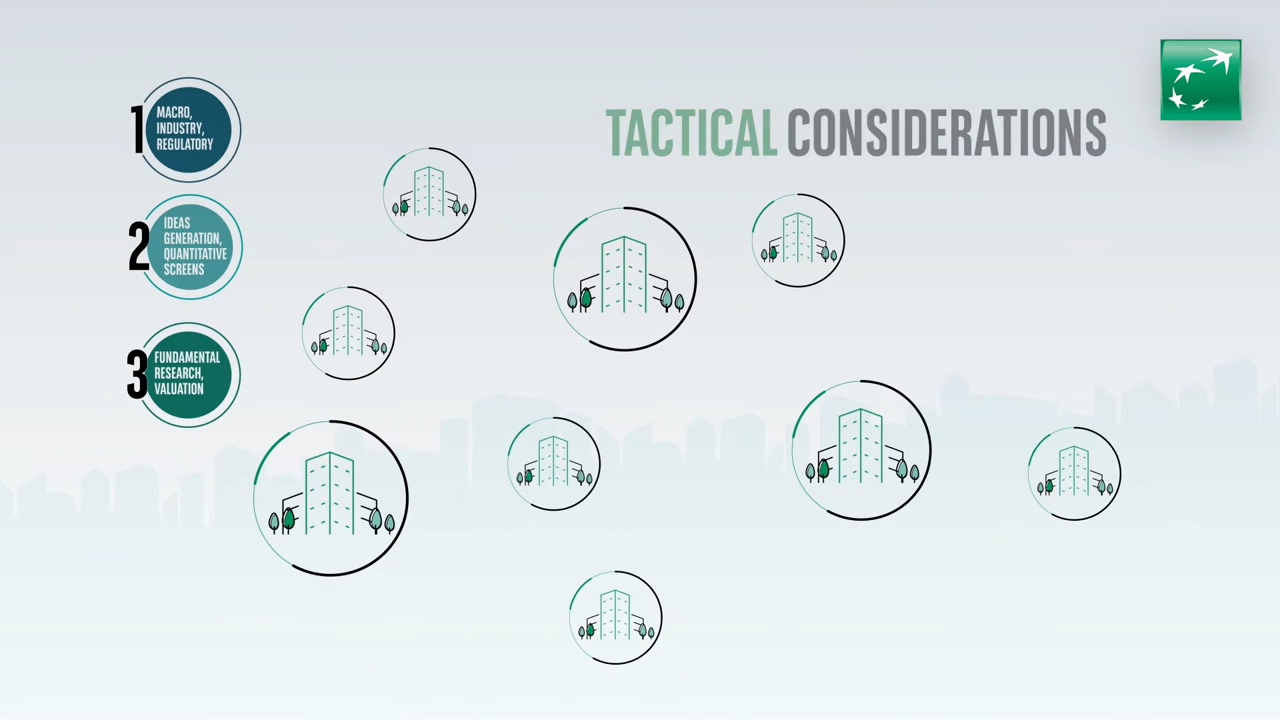 TACTICAL CONSIDERATIONS
1
MACRO,
INDUSTRY,
REGULATORY
2
IDEAS
GENERATION,
QUANTITATIVE
SCREENS
3
FUNDAMENTAL
RESEARCH,
VALUATION